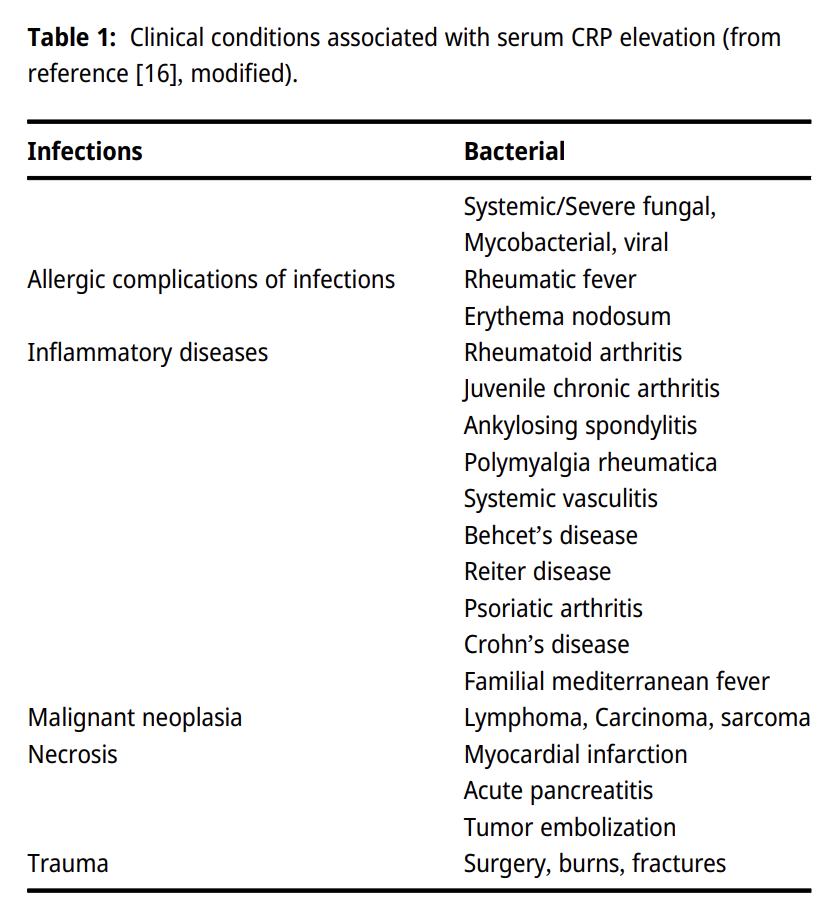 Table 1: Clinical conditions associated with serum CRP elevation (from
reference [16], modified).
Infections Bacterial
Systemic/Severe fungal,
Mycobacterial, viral
Allergic complications of infections Rheumatic fever
Erythema nodosum
Inflammatory diseases Rheumatoid arthritis
Juvenile chronic arthritis
Ankylosing spondylitis
Polymyalgia rheumatica
Systemic vasculitis
Behcet’s disease
Reiter disease
Psoriatic arthritis
Crohn’s disease
Familial mediterranean fever
Malignant neoplasia Lymphoma, Carcinoma, sarcoma
Necrosis Myocardial infarction
Acute pancreatitis
Tumor embolization
Trauma Surgery, burns, fractures